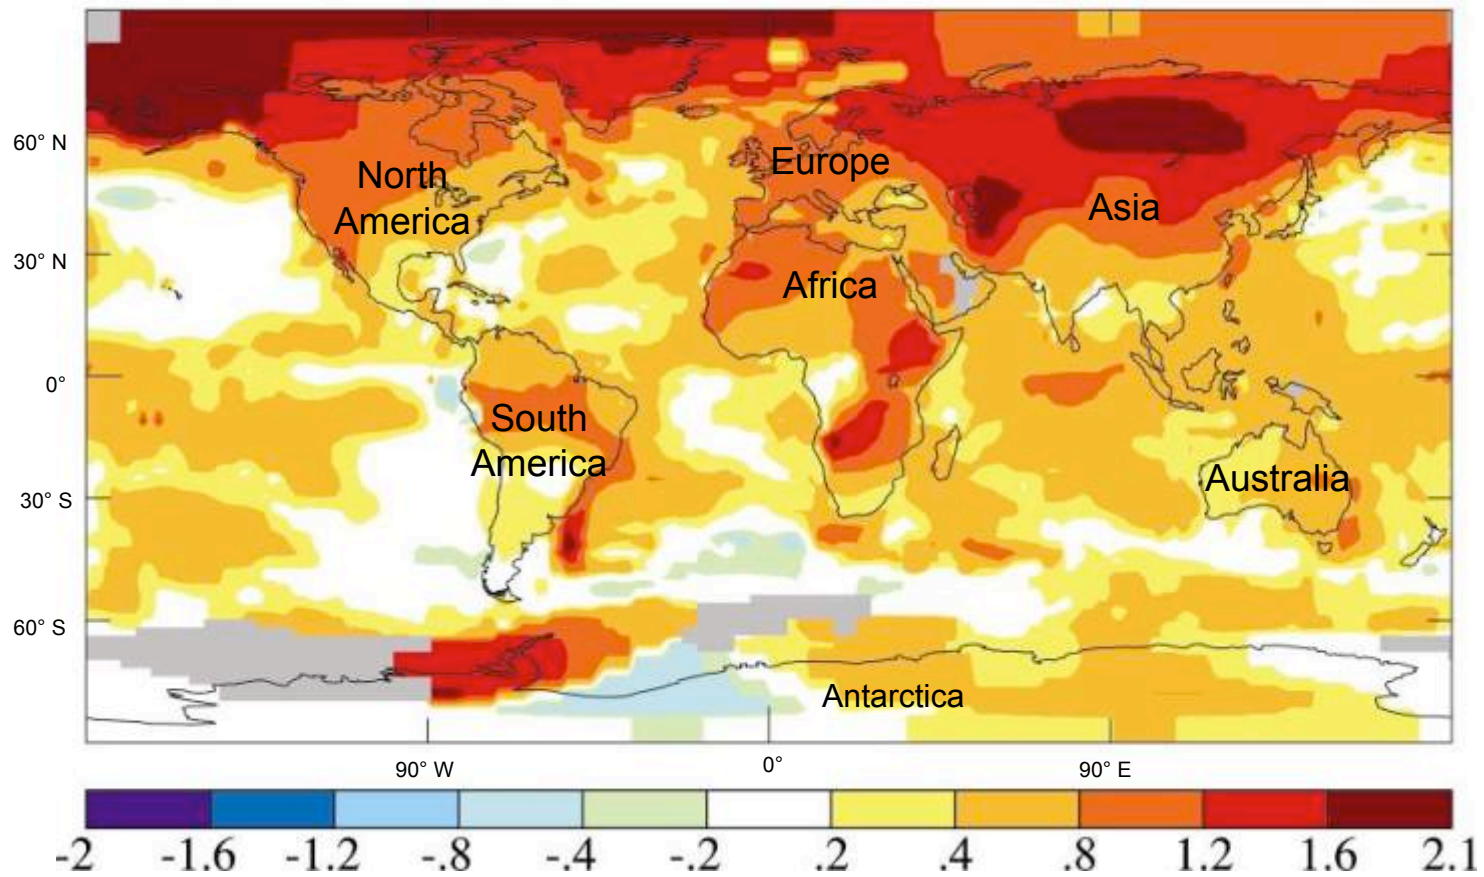 60° N
North
America
Europe
Asia
30° N
Africa
0°
South
America
Australia
30° S
60° S
Antarctica
90° W
0°
90° E
-2
-1.6
-1.2
-.8
-.4
-.2
.2
.4
.8
1.2
1.6
2.1